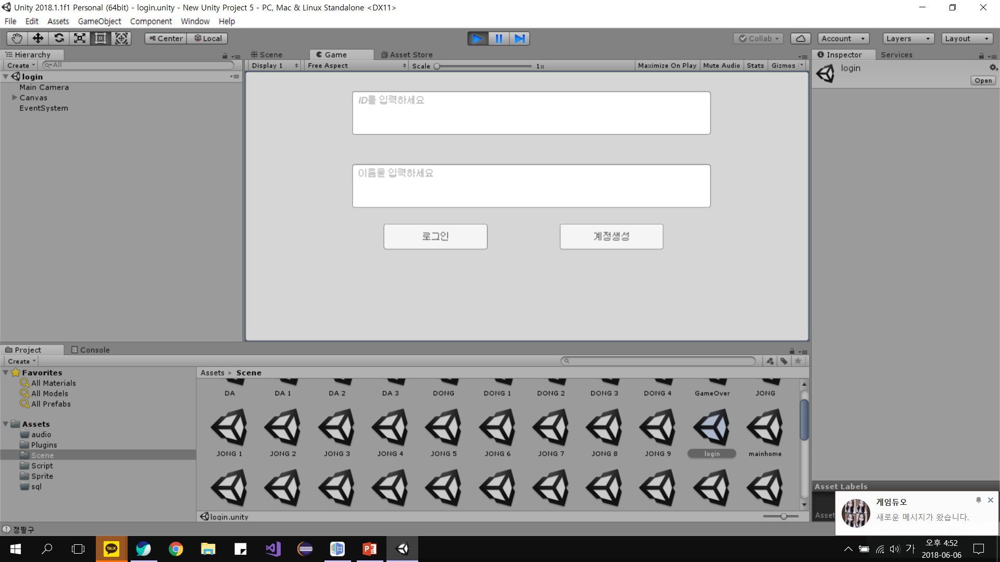 Unity 2018.1.1f1 Personal (64bit) - login.unity - New Unity Project 5 - PC, Mac & Linux Standalone <DX11>
File Edit Assets GameObject Component Window Help
Center Local Collab Account Layers Layout
Hierarchy
Create All
login
Main Camera
Canvas
EventSystem
Scene Game Asset Store
Display 1 Free Aspect Scale 1x Maximize On Play Mute Audio Stats Gizmos
ID를 입력하세요
이름을 입력하세요
로그인 계정생성
Inspector Services
login
Open
Project Console
Create
Favorites
All Materials
All Models
All Prefabs
Assets
audio
Plugins
Scene
Script
Sprite
sql
Assets Scene
DA DA 1 DA 2 DA 3 DONG DONG 1 DONG 2 DONG 3 DONG 4 GameOver JONG
JONG 1 JONG 2 JONG 3 JONG 4 JONG 5 JONG 6 JONG 7 JONG 8 JONG 9 login mainhome
login.unity
Asset Labels
Asset
게임듀오
새로운 메시지가 왔습니다.
정필구
TALK
가
오후 4:52
2018-06-06